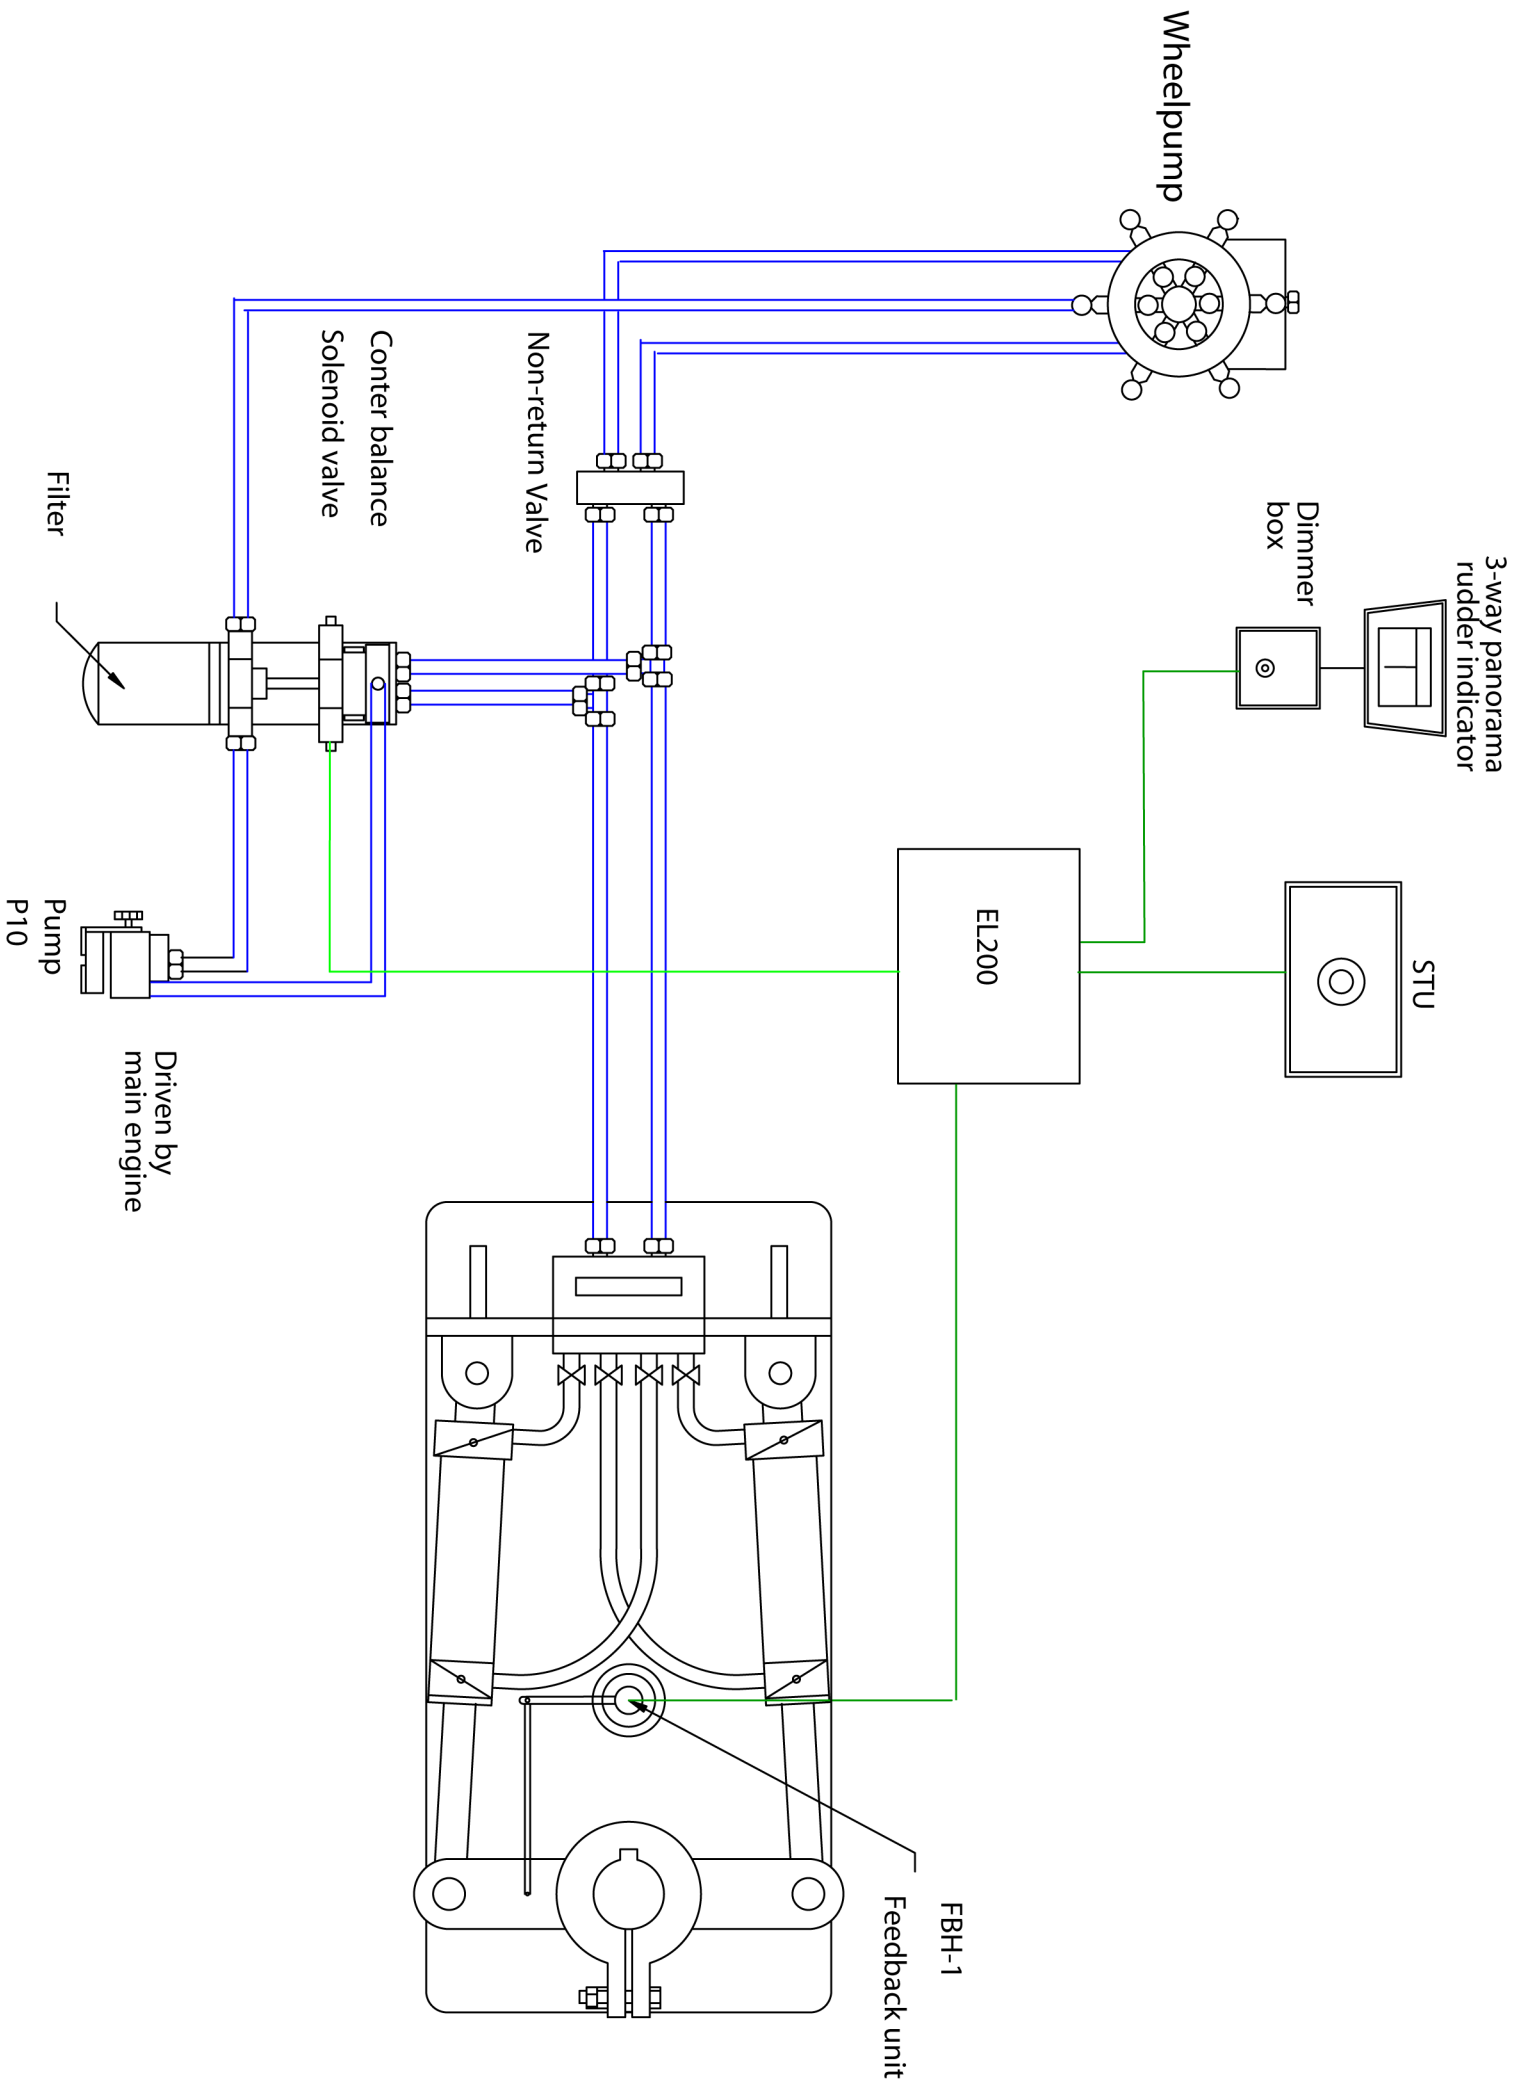 Wheelpump
3-way panorama
rudder indicator
Dimmer
box
STU
EL200
Non-return Valve
Conter balance
Solenoid valve
Filter
Pump
P10
Driven by
main engine
FBH-1
Feedback unit